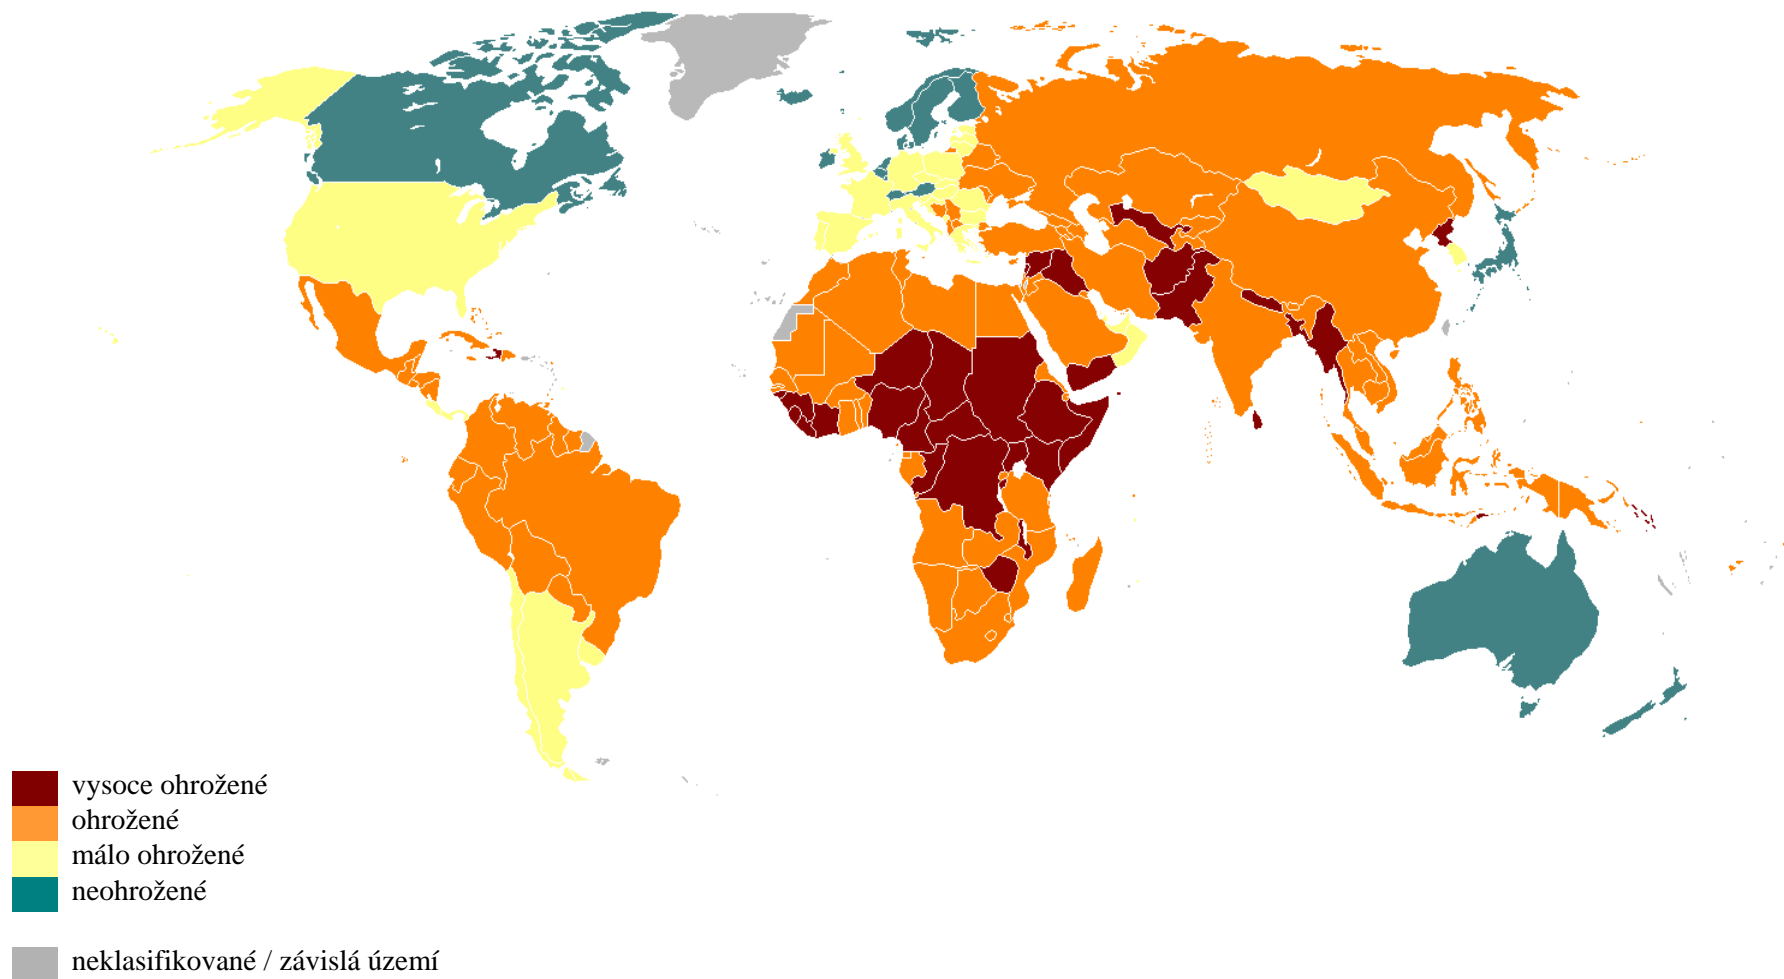 vysoce ohrožené
ohrožené
málo ohrožené
neohrožené
neklasifikované / závislá území